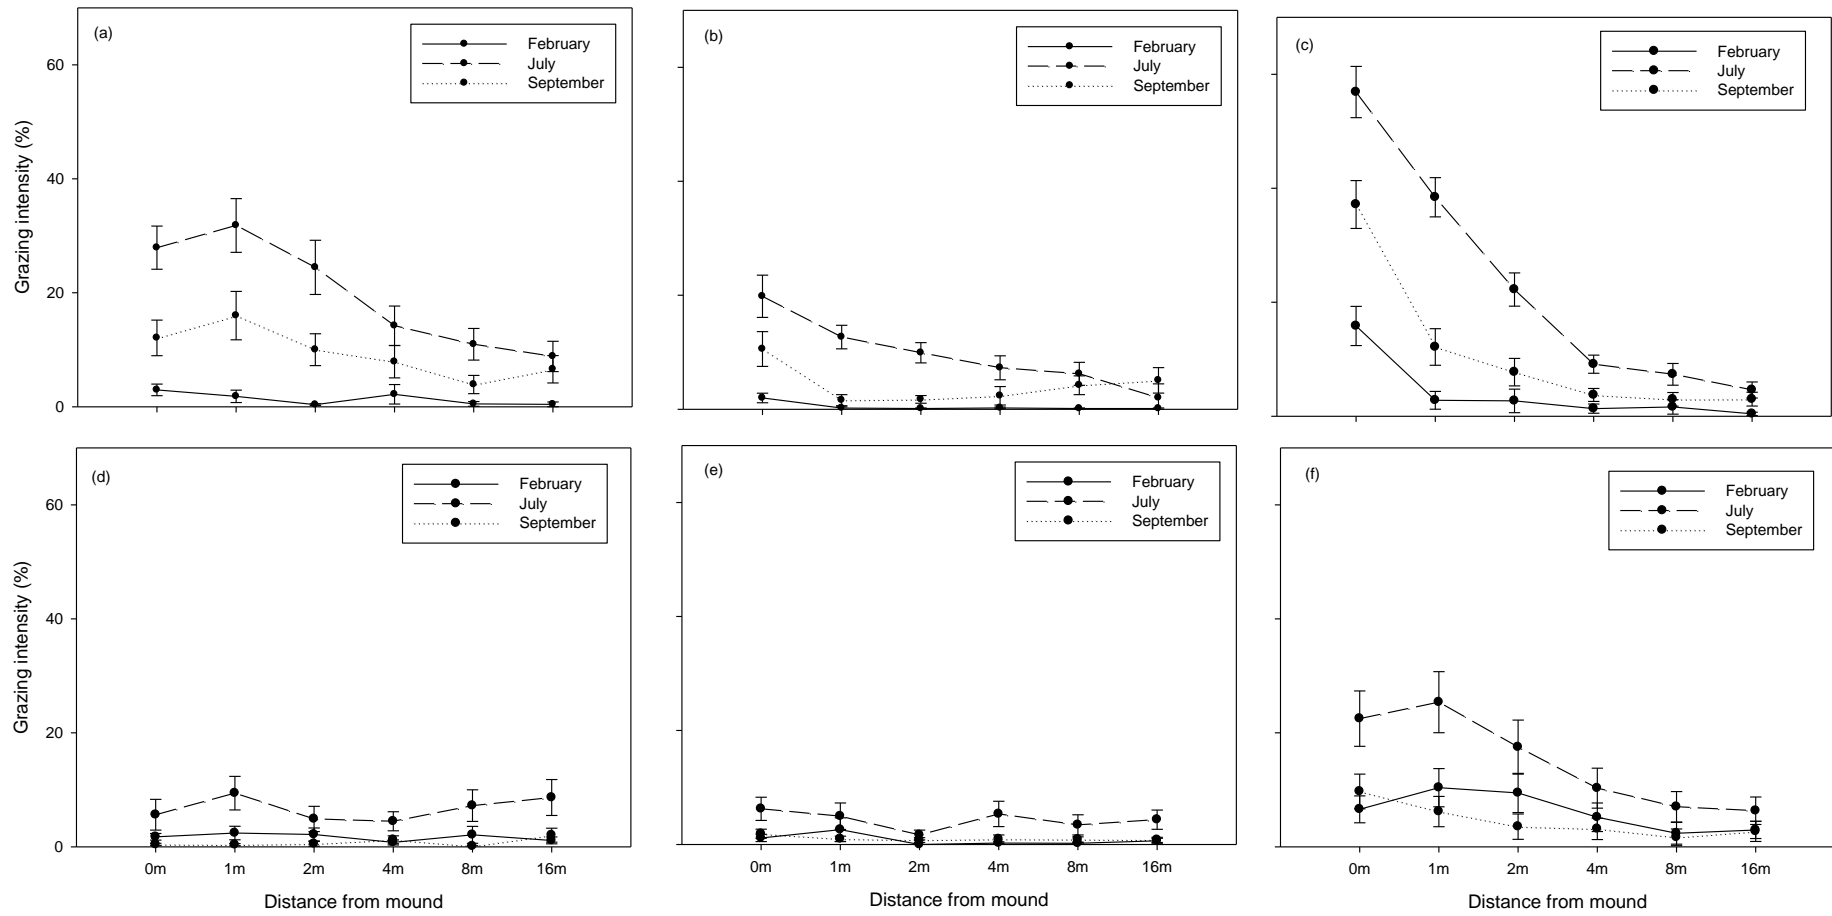 (a)
February
July
September
60
40
20
0
Grazing intensity (%)
(b)
February
July
September
(c)
February
July
September
(d)
February
July
September
60
40
20
0
Grazing intensity (%)
0m 1m 2m 4m 8m 16m
Distance from mound
(e)
February
July
September
0m 1m 2m 4m 8m 16m
Distance from mound
(f)
February
July
September
0m 1m 2m 4m 8m 16m
Distance from mound